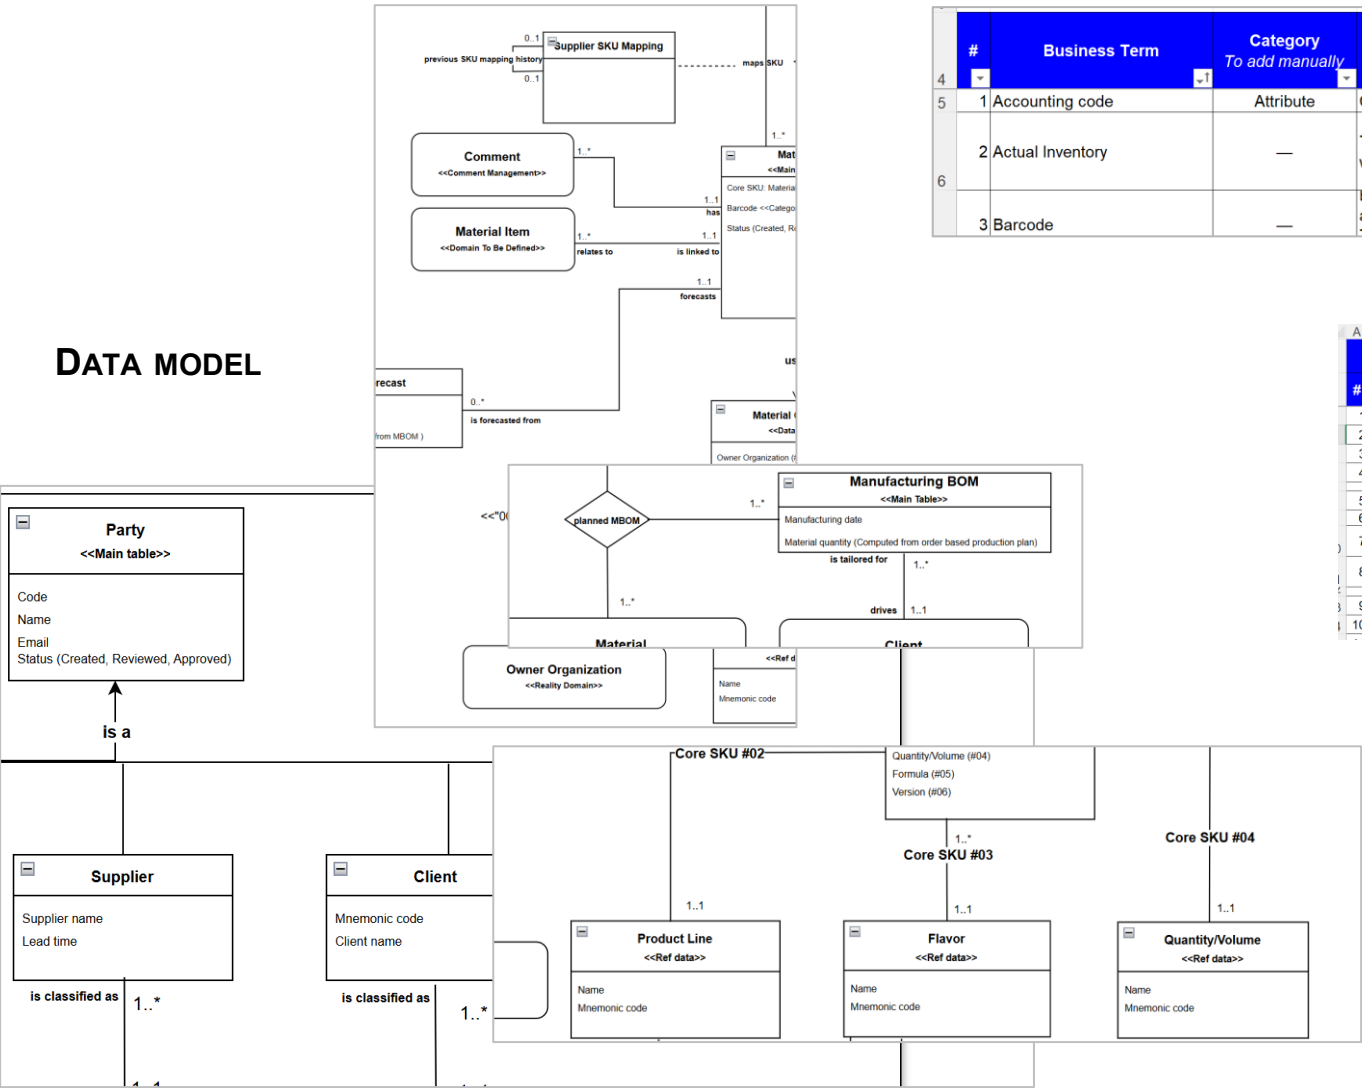 DATA MODEL
Supplier SKU Mapping
0..1
previous SKU mapping history
0..1
maps SKU
1..*
Comment
<<Comment Management>>
1..*
1..1
has
Material Item
<<Domain To Be Defined>>
1..*
relates to
1..1
is linked to
1..1
forecasts
Mat
<<Main
Core SKU: Materia
Barcode <<Catego
Status (Created, R
recast
from MBOM )
0..*
is forecasted from
us
Material
<<Data
Owner Organization (
<<"0
planned MBOM
1..*
1..*
Manufacturing BOM
<<Main Table>>
Manufacturing date
Material quantity (Computed from order based production plan)
is tailored for
1..*
drives
1..1
Material
Client
Owner Organization
<<Reality Domain>>
<<Ref d
Name
Mnemonic code
Party
<<Main table>>
Code
Name
Email
Status (Created, Reviewed, Approved)
is a
Supplier
Supplier name
Lead time
is classified as
1..*
1..1
Client
Mnemonic code
Client name
is classified as
1..*
Core SKU #02
Quantity/Volume (#04)
Formula (#05)
Version (#06)
1..*
Core SKU #03
Core SKU #04
1..1
1..1
1..1
Product Line
<<Ref data>>
Name
Mnemonic code
Flavor
<<Ref data>>
Name
Mnemonic code
Quantity/Volume
<<Ref data>>
Name
Mnemonic code
# Business Term Category
To add manually
4
5 1 Accounting code Attribute
6 2 Actual Inventory —
3 Barcode —
A
#
10